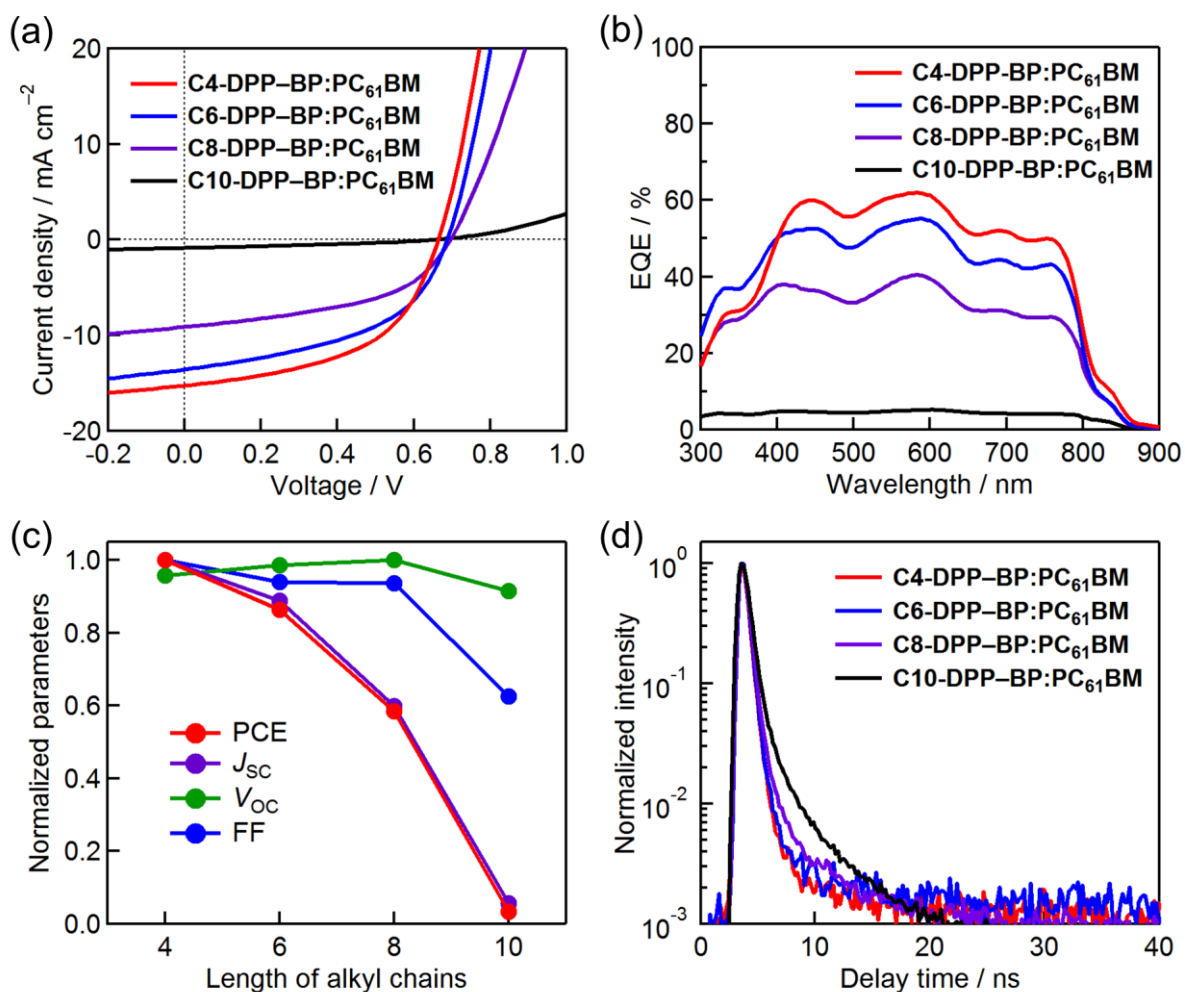 (a)
20
10
0
-10
-20
Current density / mA cm⁻²
C4-DPP–BP:PC₆₁BM
C6-DPP–BP:PC₆₁BM
C8-DPP–BP:PC₆₁BM
C10-DPP–BP:PC₆₁BM
-0.2 0.0 0.2 0.4 0.6 0.8 1.0
Voltage / V
(b)
100
80
60
40
20
0
EQE / %
C4-DPP-BP:PC₆₁BM
C6-DPP-BP:PC₆₁BM
C8-DPP-BP:PC₆₁BM
C10-DPP-BP:PC₆₁BM
300 400 500 600 700 800 900
Wavelength / nm
(c)
1.0
0.8
0.6
0.4
0.2
0.0
Normalized parameters
PCE
J_SC
V_OC
FF
4 6 8 10
Length of alkyl chains
(d)
10⁰
10⁻¹
10⁻²
10⁻³
Normalized intensity
C4-DPP–BP:PC₆₁BM
C6-DPP–BP:PC₆₁BM
C8-DPP–BP:PC₆₁BM
C10-DPP–BP:PC₆₁BM
0 10 20 30 40
Delay time / ns